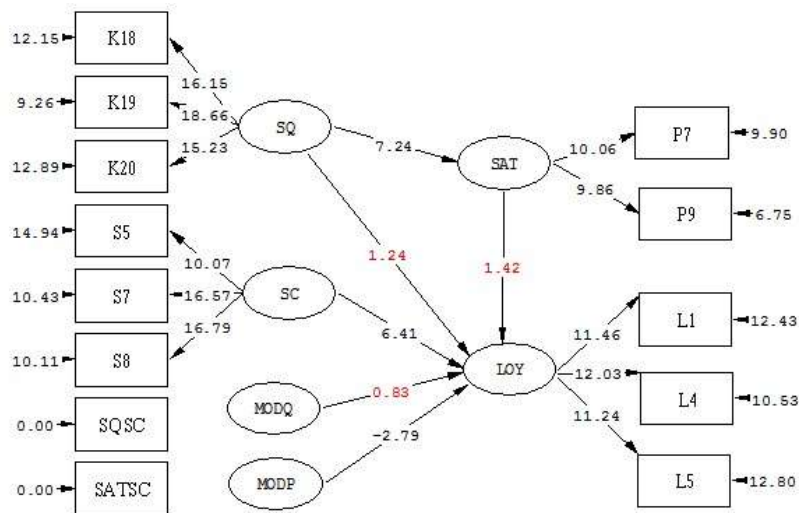 12.15 K18
9.26 K19
12.89 K20
14.94 S5
10.43 S7
10.11 S8
0.00 SQSC
0.00 SATSC
16.15
18.66
15.23
SQ
10.07
16.57
16.79
SC
MODQ
MODP
7.24
1.24
6.41
0.83
-2.79
SAT
1.42
LOY
10.06
9.86
11.46
12.03
11.24
P7 9.90
P9 6.75
L1 12.43
L4 10.53
L5 12.80